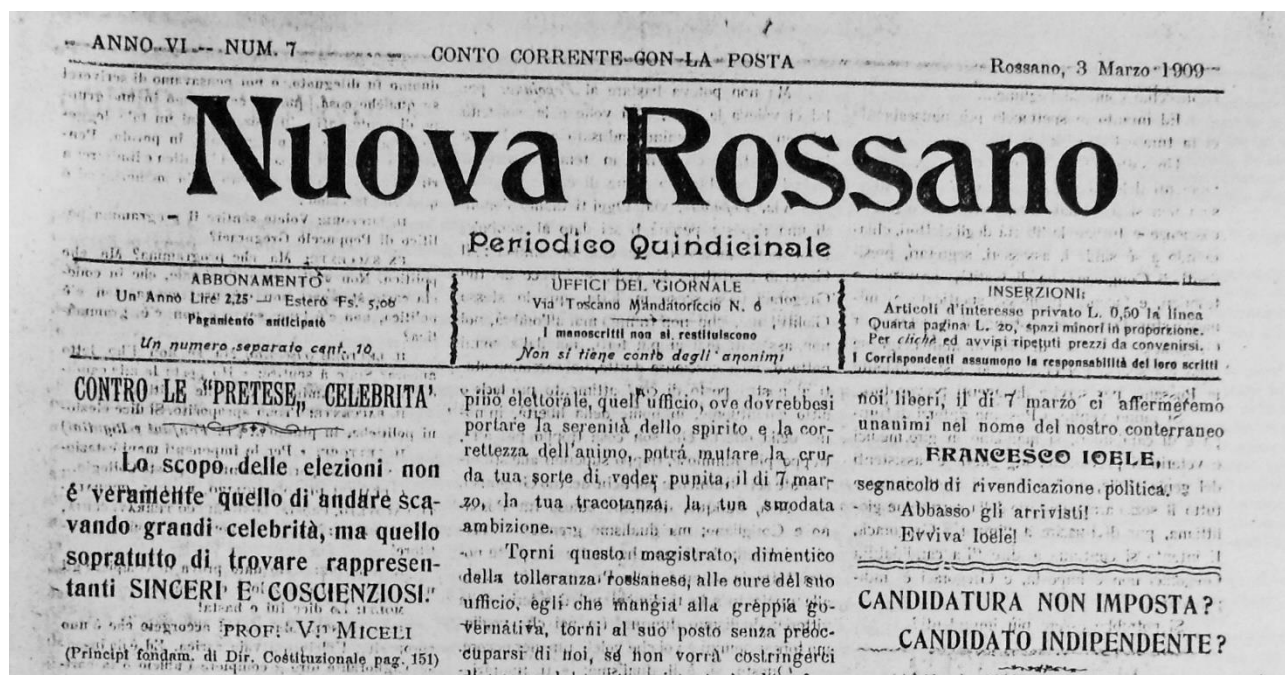 ANNO VI -- NUM. 7
CONTO CORRENTE CON LA POSTA
Rossano, 3 Marzo 1909
Nuova Rossano
Periodico Quindicinale
ABBONAMENTO
Un Anno Lire 2,25 — Estero Fs. 5,00
Pagamento anticipato
Un numero separato cent. 10
UFFICI DEL GIORNALE
Via Toscano Mandatoriccio N. 6
I manoscritti non si restituiscono
Non si tiene conto degli anonimi
INSERZIONI:
Articoli d'interesse privato L. 0,50 la linea
Quarta pagina L. 20, spazi minori in proporzione.
Per clichè ed avvisi ripetuti prezzi da convenirsi.
I Corrispondenti assumono la responsabilità del loro scritti
CONTRO LE "PRETESE„ CELEBRITA'
Lo scopo delle elezioni non
é veramente quello di andare sca-
vando grandi celebrità, ma quello
sopratutto di trovare rappresen-
tanti SINCERI E COSCIENZIOSI.
PROF. V. MICELI
(Principî fondam. di Dir. Costituzionale pag. 151)
pino elettorale, quell'ufficio, ove dovrebbesi
portare la serenità dello spirito e la cor-
rettezza dell'animo, potrà mutare la cru-
da tua sorte di veder punita, il dì 7 mar-
zo, la tua tracotanza, la tua smodata
ambizione.
Torni questo magistrato, dimentico
della tolleranza rossanese, alle cure del suo
ufficio, egli che mangia alla greppia go-
vernativa, torni al suo posto senza preoc-
cuparsi di noi, se non vorrà costringerci
noi liberi, il di 7 marzo ci affermeremo
unanimi nel nome del nostro conterraneo
FRANCESCO IOELE,
segnacolo di rivendicazione politica.
Abbasso gli arrivisti!
Evviva Ioele!
CANDIDATURA NON IMPOSTA?
CANDIDATO INDIPENDENTE?